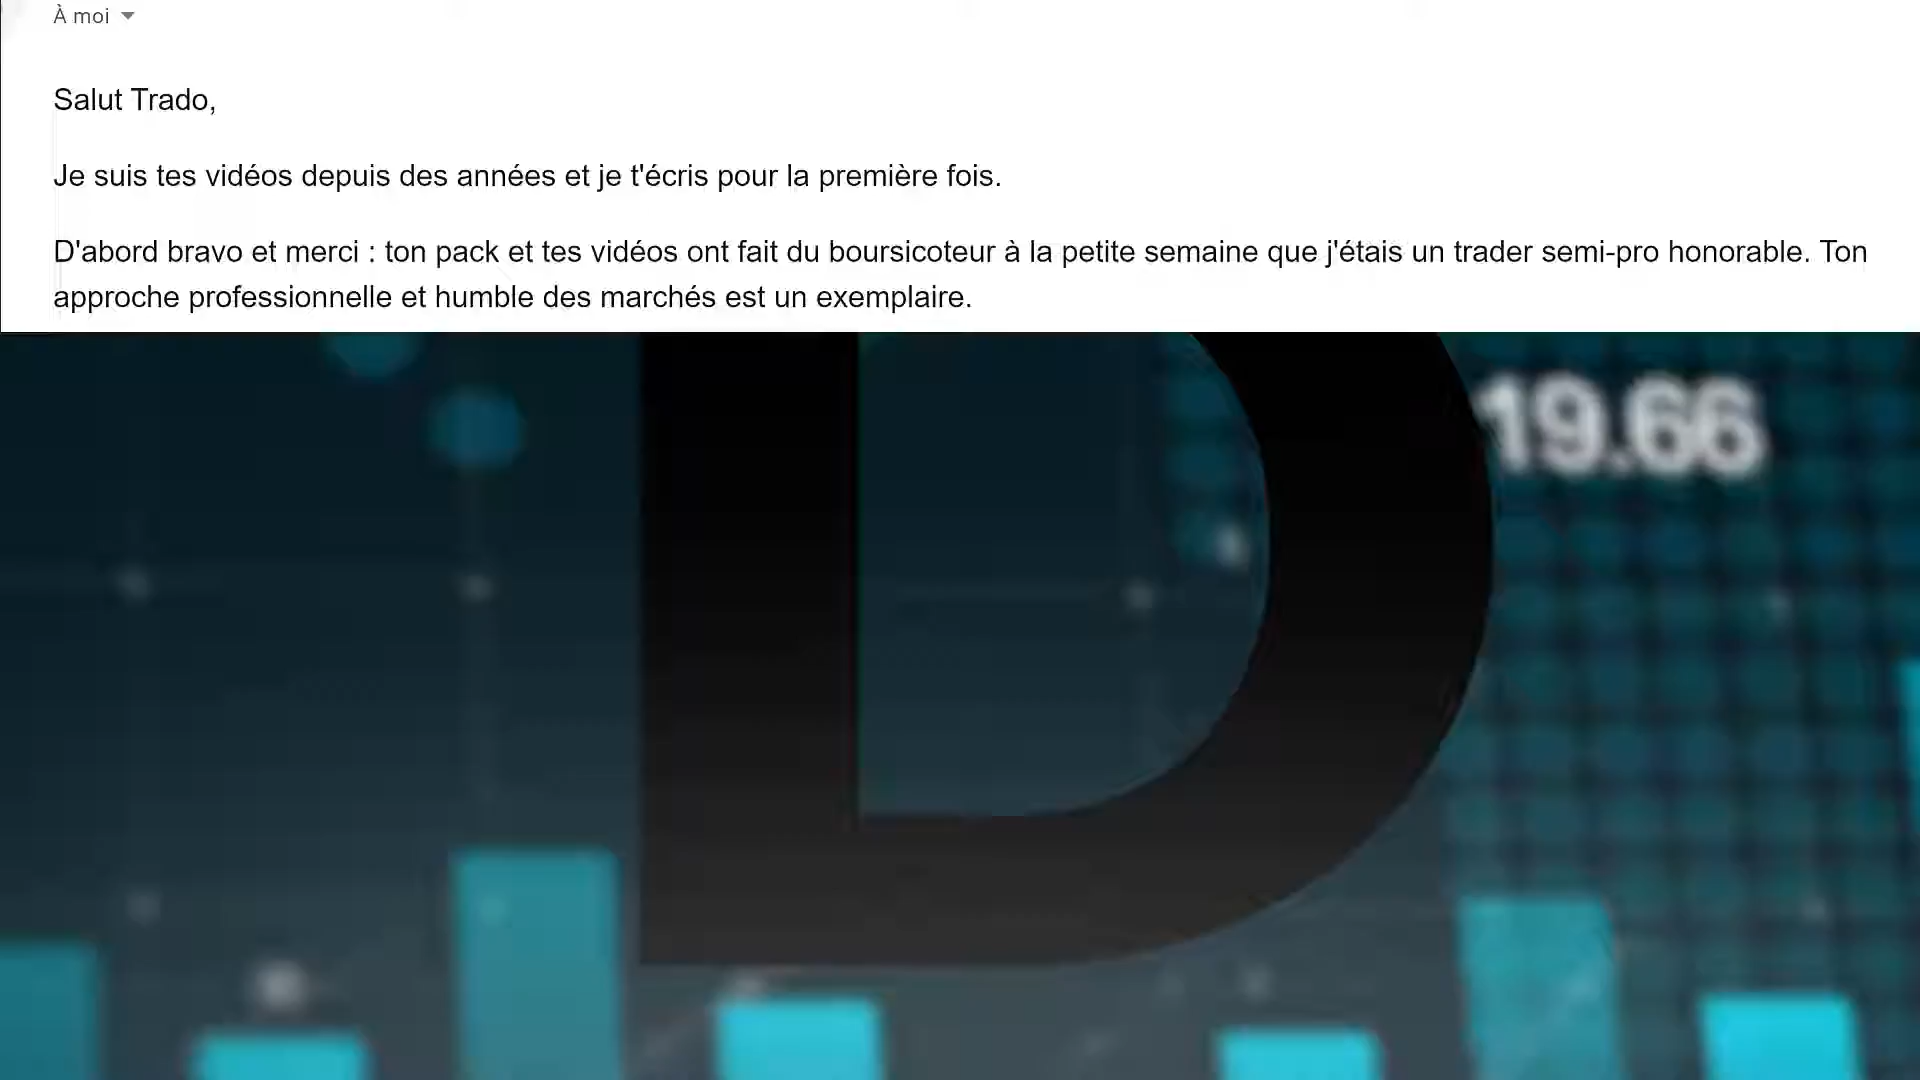 À moi
Salut Trado,
Je suis tes vidéos depuis des années et je t'écris pour la première fois.
D'abord bravo et merci : ton pack et tes vidéos ont fait du boursicoteur à la petite semaine que j'étais un trader semi-pro honorable. Ton
approche professionnelle et humble des marchés est un exemplaire.
D
19.66